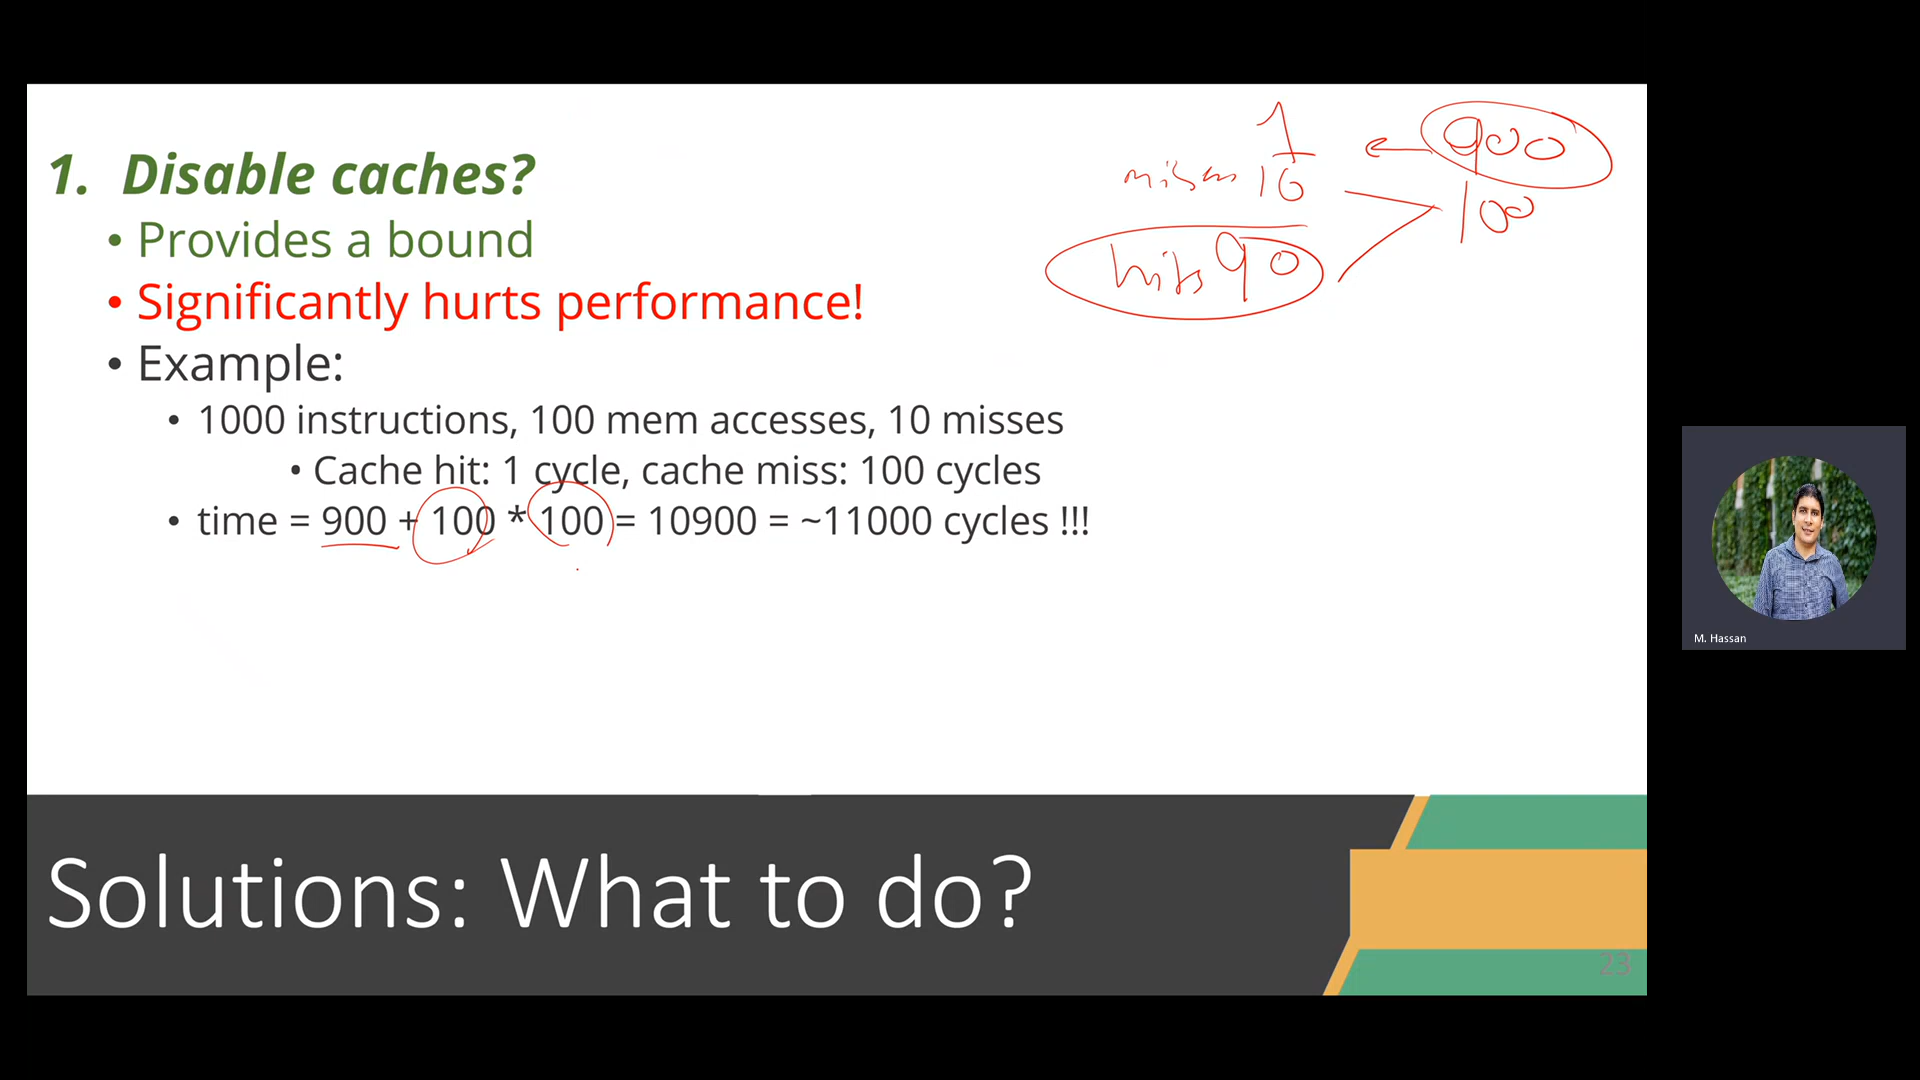 1. Disable caches?
• Provides a bound
• Significantly hurts performance!
• Example:
• 1000 instructions, 100 mem accesses, 10 misses
• Cache hit: 1 cycle, cache miss: 100 cycles
• time = 900 + 100 * 100 = 10900 = ~11000 cycles !!!
1
900
misses 10
100
hits 90
M. Hassan
Solutions: What to do?
23